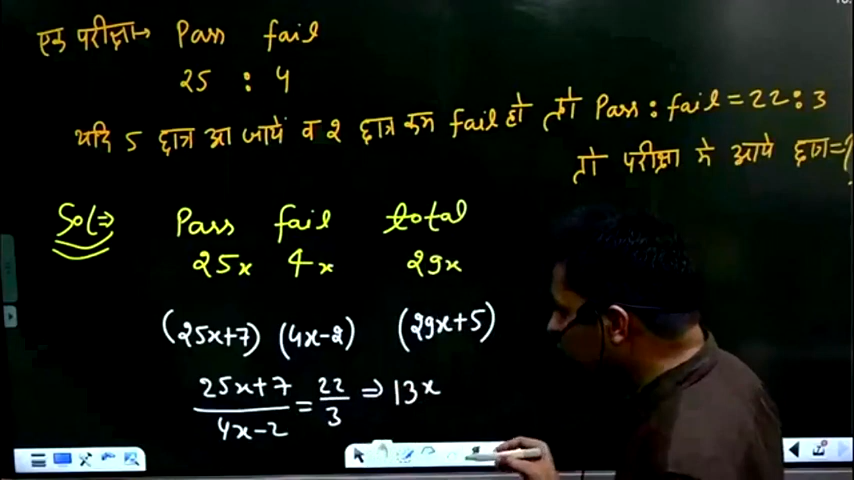 एक परीक्षा→ Pass fail
25 : 4
यदि 5 छात्र आ जाये व 2 छात्र कम fail हो तो Pass : fail = 22 : 3
तो परीक्षा मे आये छात्र=?
Sol⇒ Pass fail total
25x 4x 29x
(25x+7) (4x-2) (29x+5)
25x+7/4x-2 = 22/3 ⇒ 13x